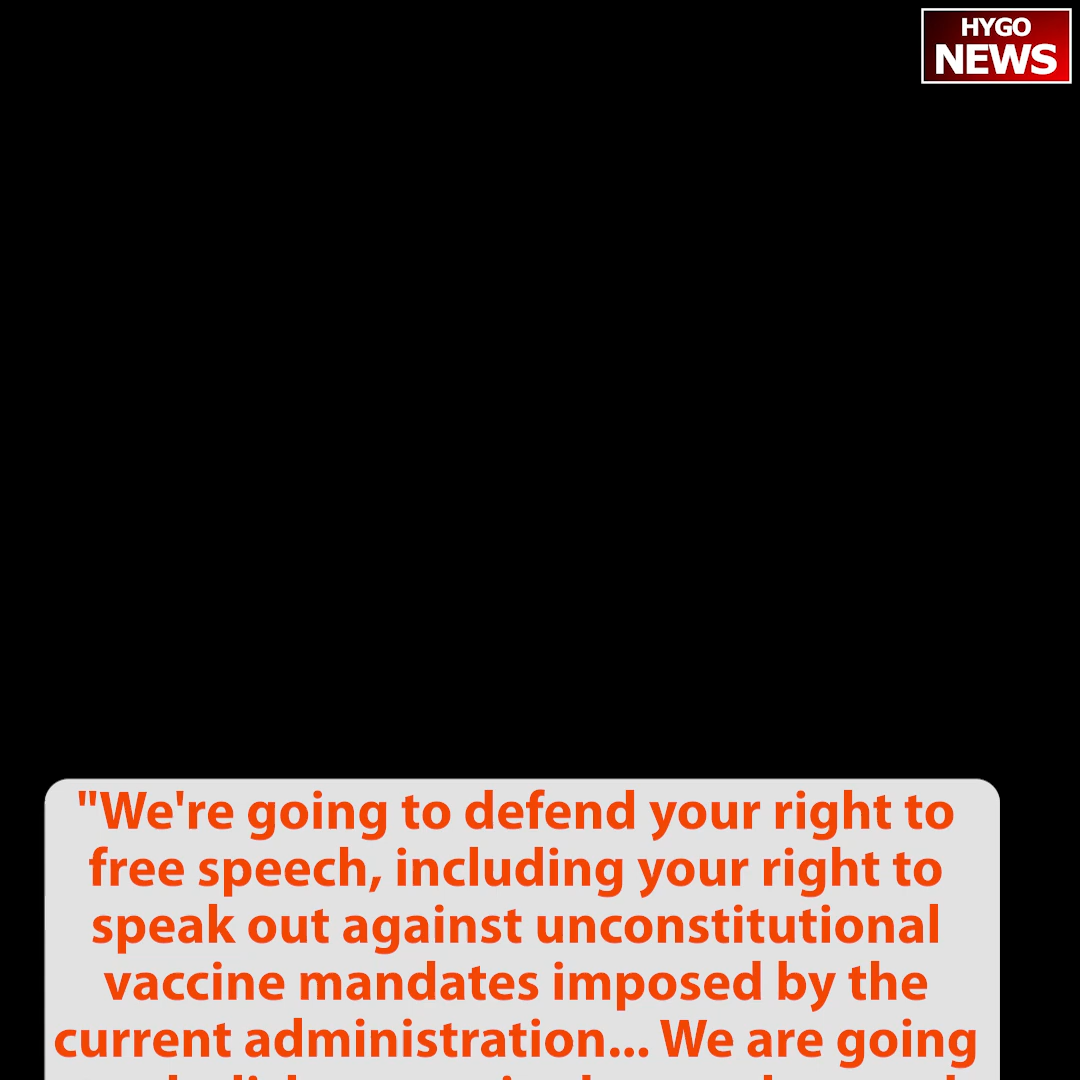 HYGO
NEWS
"We're going to defend your right to
free speech, including your right to
speak out against unconstitutional
vaccine mandates imposed by the
current administration... We are going